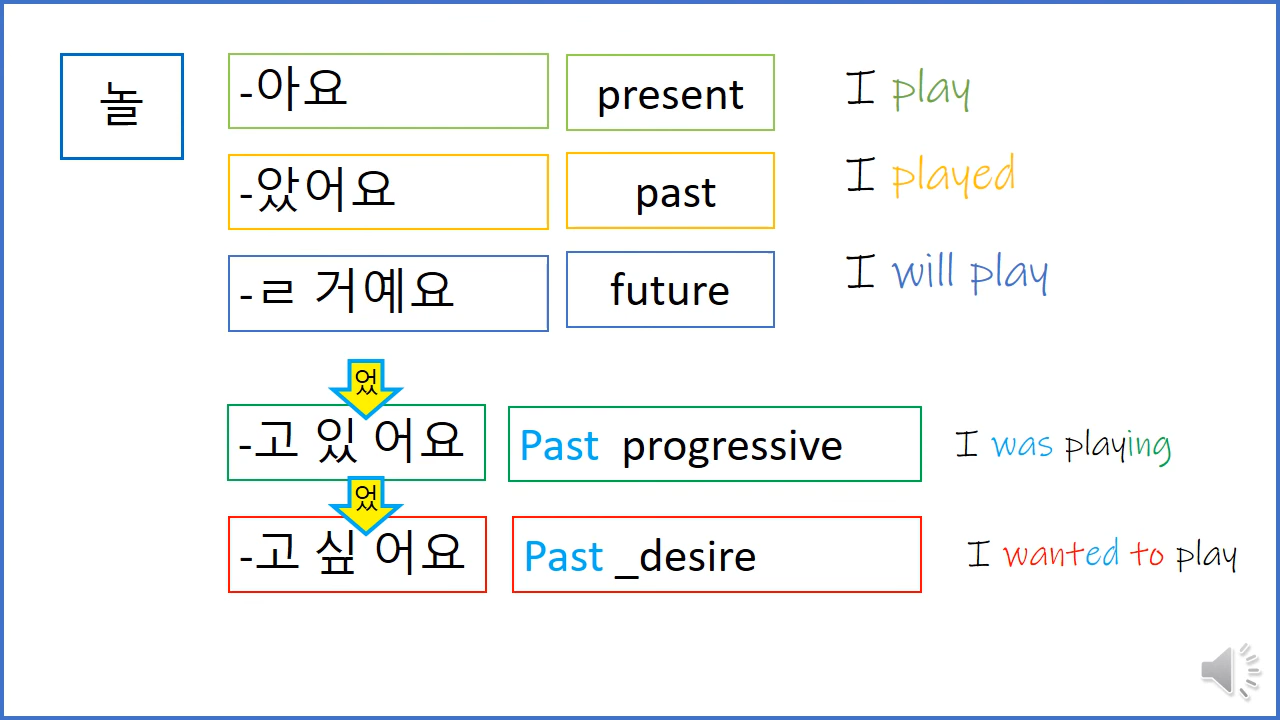 놀
-아요 present I play
-았어요 past I played
-ㄹ 거예요 future I will play
었
-고 있 어요 Past progressive I was playing
었
-고 싶 어요 Past _desire I wanted to play